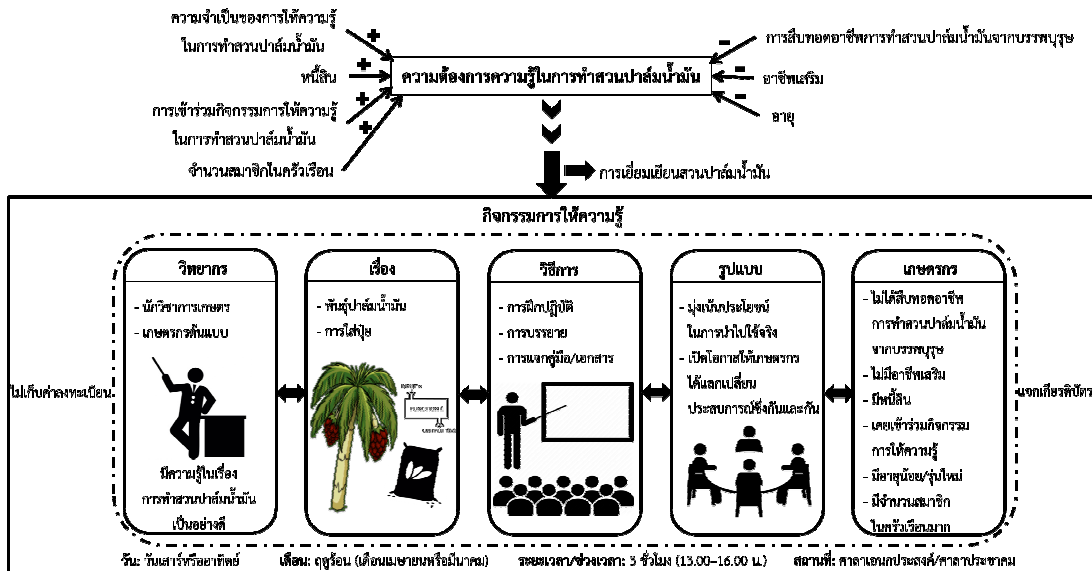 ความจำเป็นของการให้ความรู้
ในการทำสวนปาล์มน้ำมัน
หนี้สิน
การเข้าร่วมกิจกรรมการให้ความรู้
ในการทำสวนปาล์มน้ำมัน
จำนวนสมาชิกในครัวเรือน
+
+
+
+
ความต้องการความรู้ในการทำสวนปาล์มน้ำมัน
-
-
-
การสืบทอดอาชีพการทำสวนปาล์มน้ำมันจากบรรพบุรุษ
อาชีพเสริม
อายุ
การเยี่ยมเยียนสวนปาล์มน้ำมัน
กิจกรรมการให้ความรู้
ไม่เก็บค่าลงทะเบียน
วิทยากร
- นักวิชาการเกษตร
- เกษตรกรต้นแบบ
มีความรู้ในเรื่อง
การทำสวนปาล์มน้ำมัน
เป็นอย่างดี
เรื่อง
- พันธุ์ปาล์มน้ำมัน
- การใส่ปุ๋ย
วิธีการ
- การฝึกปฏิบัติ
- การบรรยาย
- การแจกคู่มือ/เอกสาร
รูปแบบ
- มุ่งเน้นประโยชน์
ในการนำไปใช้จริง
- เปิดโอกาสให้เกษตรกร
ได้แลกเปลี่ยน
ประสบการณ์ซึ่งกันและกัน
เกษตรกร
- ไม่ได้สืบทอดอาชีพ
การทำสวนปาล์มน้ำมัน
จากบรรพบุรุษ
- ไม่มีอาชีพเสริม
- มีหนี้สิน
- เคยเข้าร่วมกิจกรรม
การให้ความรู้
- มีอายุน้อย/รุ่นใหม่
- มีจำนวนสมาชิก
ในครัวเรือนมาก
แจกเกียรติบัตร
วัน: วันเสาร์หรืออาทิตย์ เดือน: ฤดูร้อน (เดือนเมษายนหรือมีนาคม) ระยะเวลา/ช่วงเวลา: 3 ชั่วโมง (13.00–16.00 น.) สถานที่: ศาลาเอนกประสงค์/ศาลาประชาคม